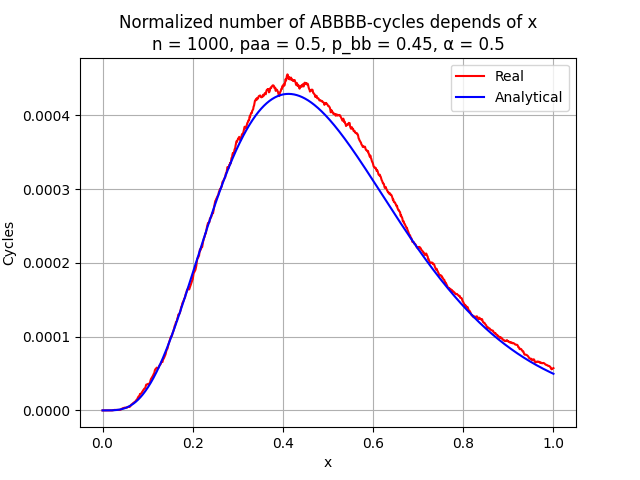 Normalized number of ABBBB-cycles depends of x
n = 1000, paa = 0.5, p_bb = 0.45, α = 0.5
Real
Analytical
Cycles
0.0004
0.0003
0.0002
0.0001
0.0000
0.0 0.2 0.4 0.6 0.8 1.0
x